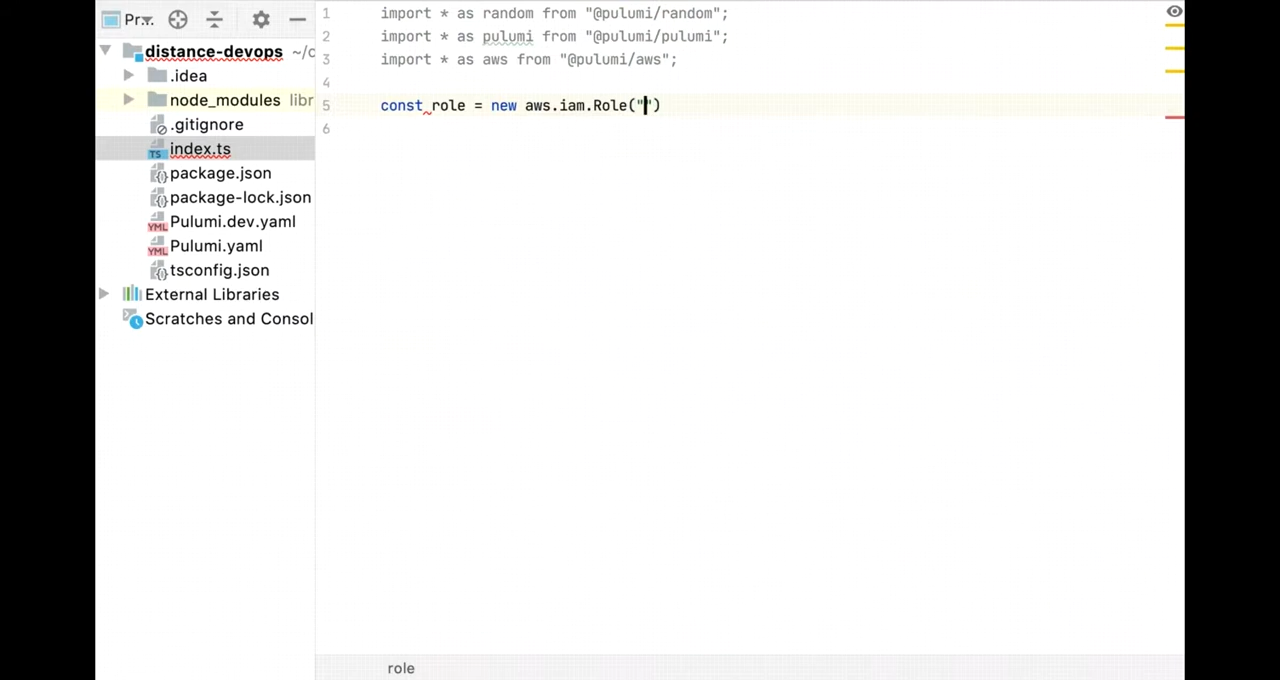 Pr..
distance-devops ~/c
.idea
node_modules libr
.gitignore
TS index.ts
package.json
package-lock.json
YML Pulumi.dev.yaml
YML Pulumi.yaml
tsconfig.json
External Libraries
Scratches and Consol
1 import * as random from "@pulumi/random";
2 import * as pulumi from "@pulumi/pulumi";
3 import * as aws from "@pulumi/aws";
4
5 const role = new aws.iam.Role("")
6
role